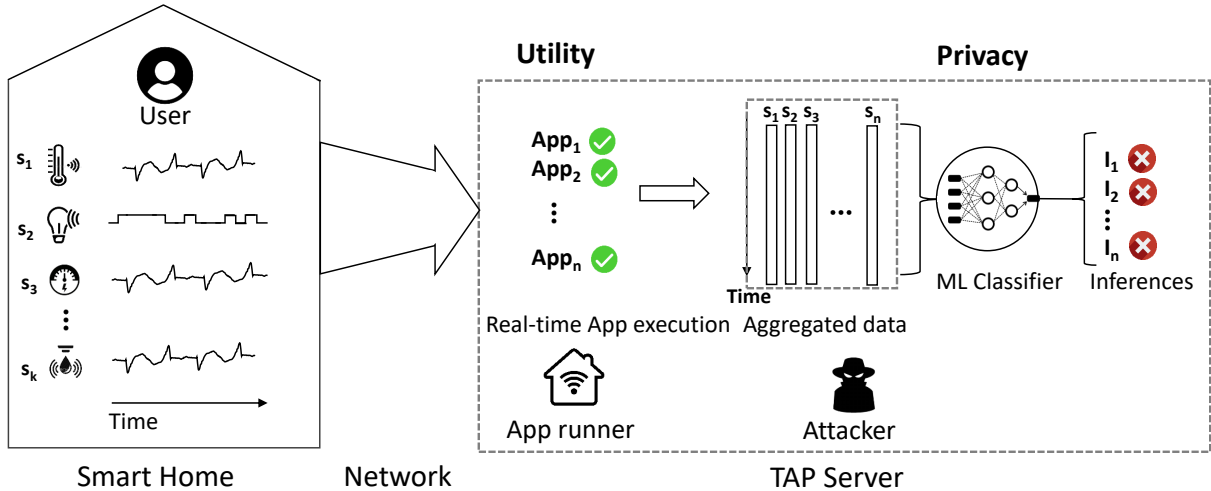 User
s1
s2
s3
⋮
sk
Time
Smart Home
Network
Utility
App1
App2
⋮
Appn
Real-time App execution
App runner
Privacy
s1 s2 s3 sn
...
Time
Aggregated data
Attacker
ML Classifier
I1
I2
⋮
In
Inferences
TAP Server